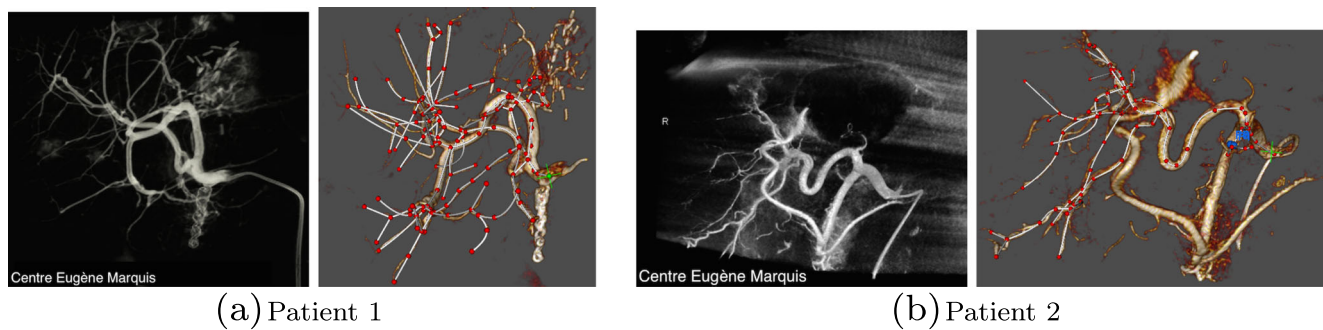 R
Centre Eugène Marquis
Centre Eugène Marquis
(a) Patient 1
(b) Patient 2